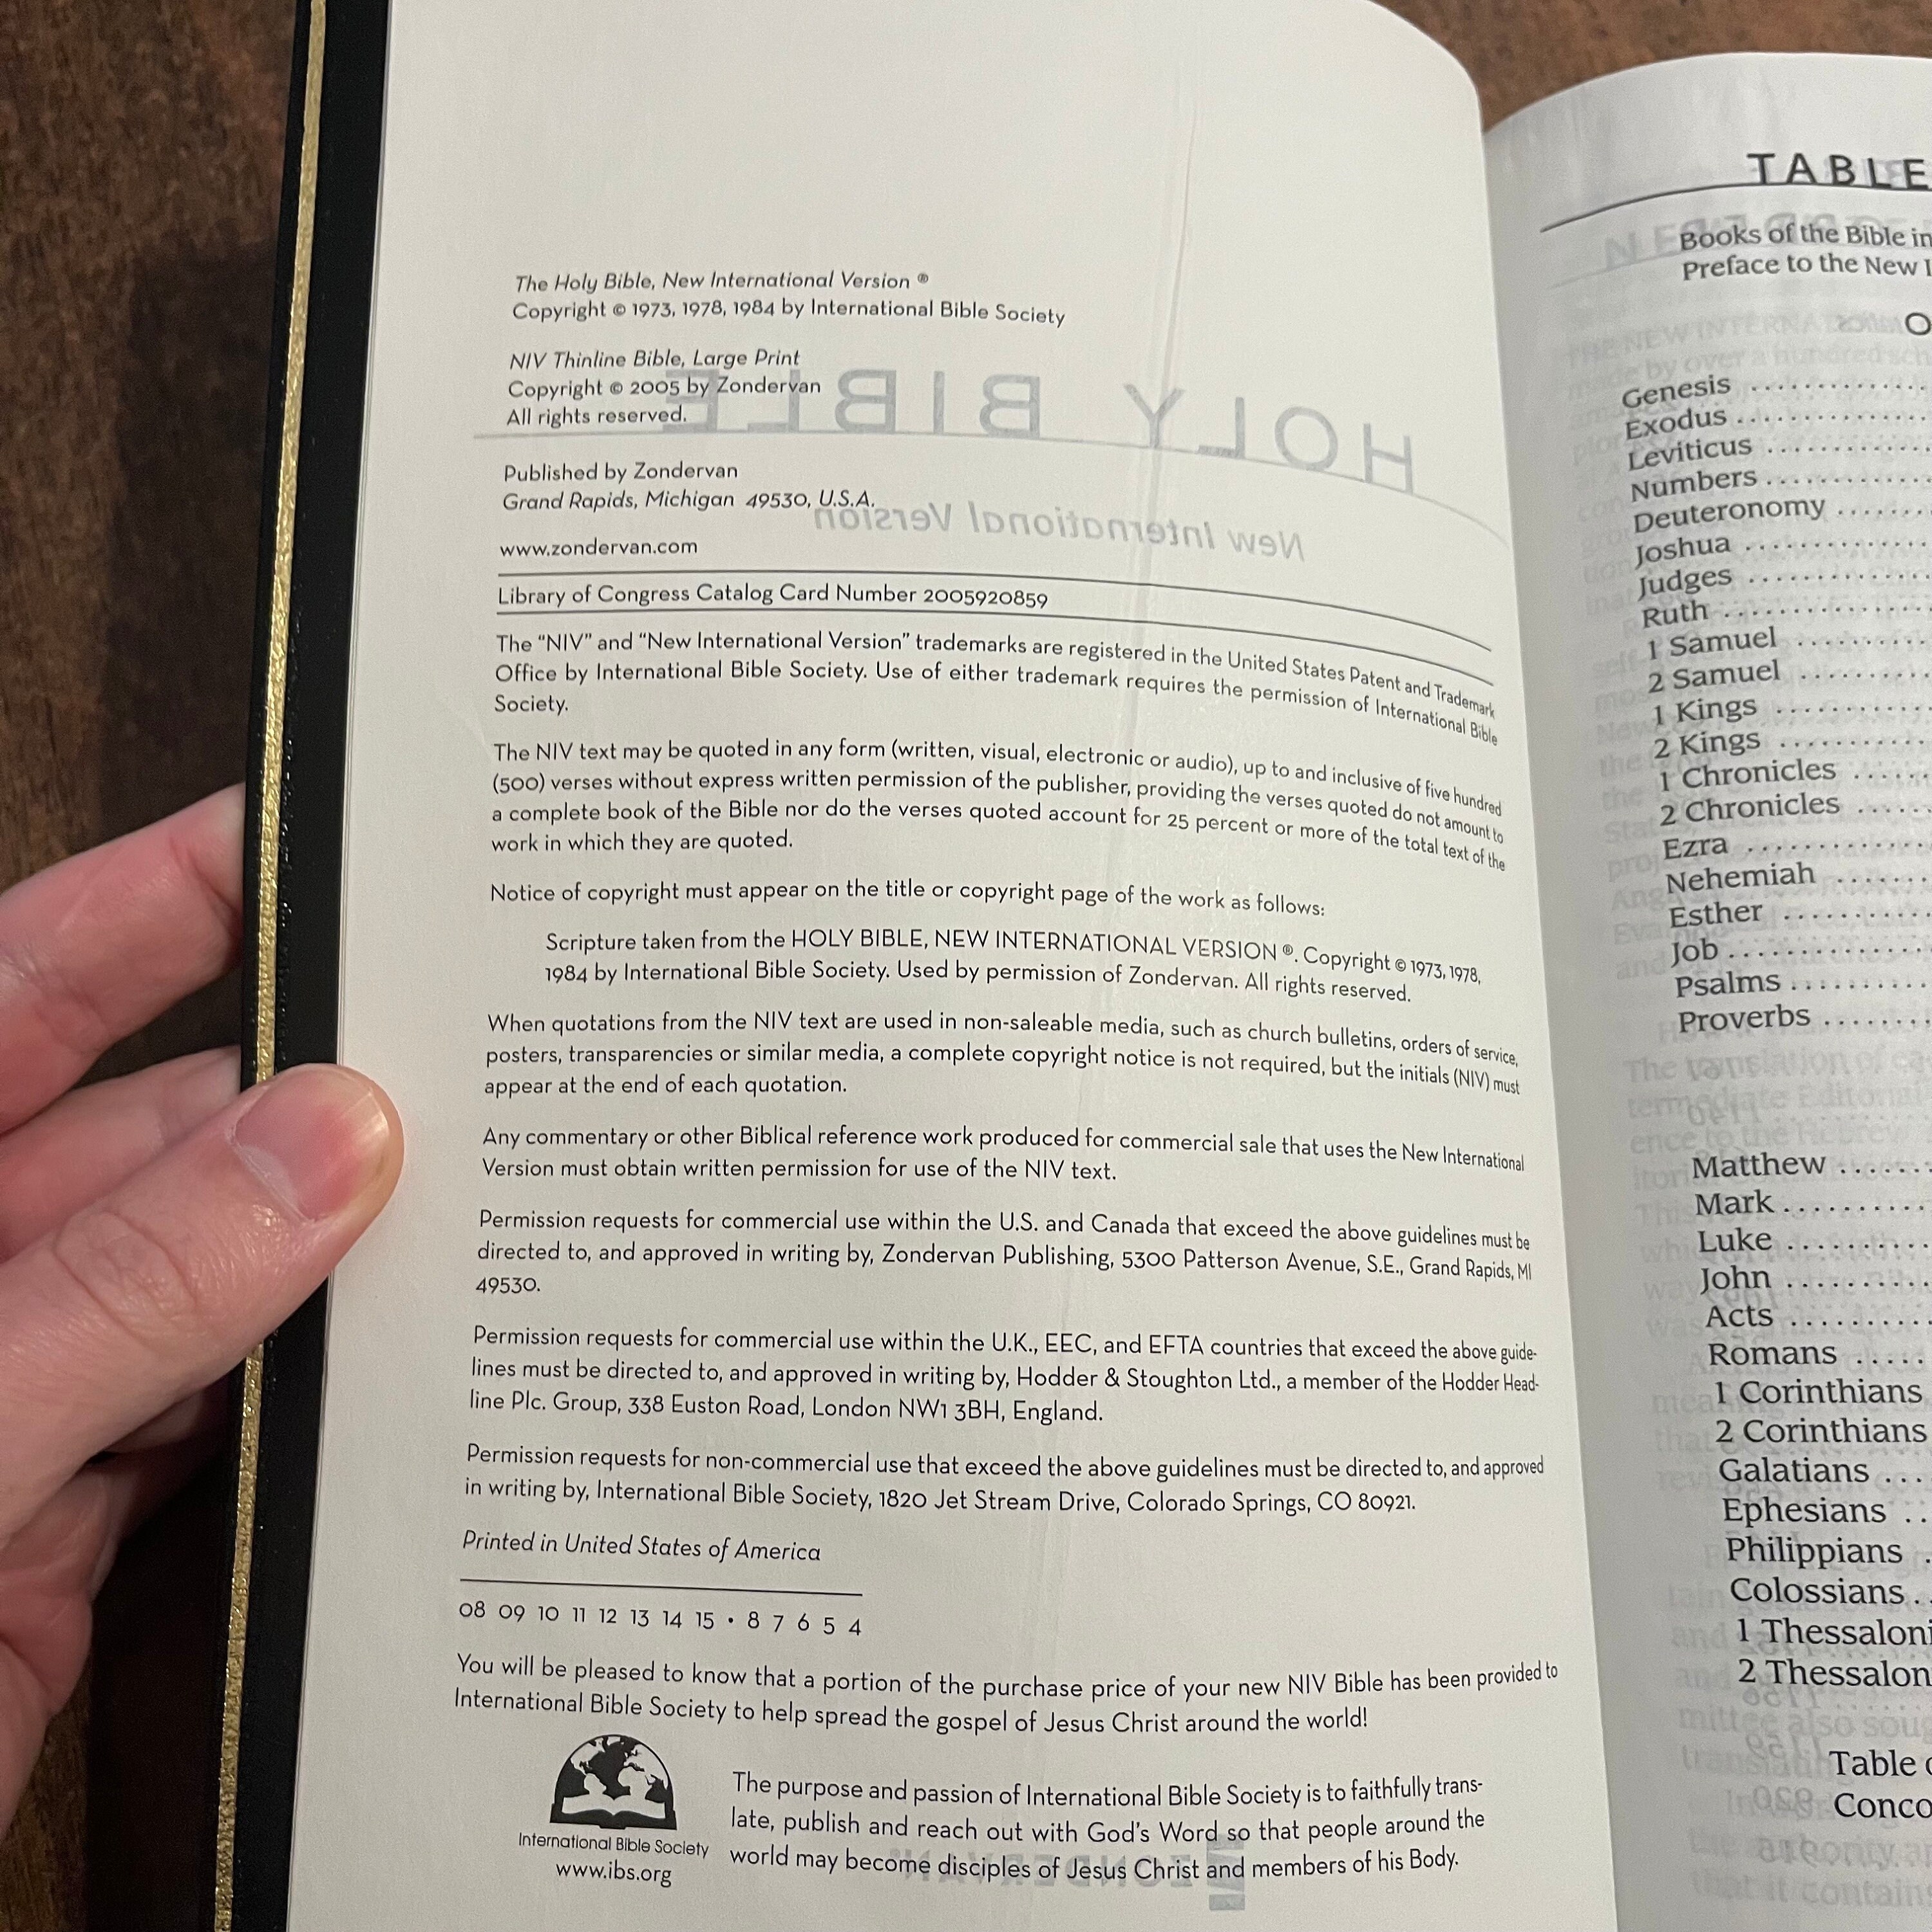 The Holy Bible, New International Version ®
Copyright © 1973, 1978, 1984 by International Bible Society
NIV Thinline Bible, Large Print
Copyright © 2005 by Zondervan
All rights reserved.
HOLY BIBLE
New International Version
Published by Zondervan
Grand Rapids, Michigan 49530, U.S.A.
www.zondervan.com
Library of Congress Catalog Card Number 2005920859
The “NIV” and “New International Version” trademarks are registered in the United States Patent and Trademark
Office by International Bible Society. Use of either trademark requires the permission of International Bible
Society.
The NIV text may be quoted in any form (written, visual, electronic or audio), up to and inclusive of five hundred
(500) verses without express written permission of the publisher, providing the verses quoted do not amount to
a complete book of the Bible nor do the verses quoted account for 25 percent or more of the total text of the
work in which they are quoted.
Notice of copyright must appear on the title or copyright page of the work as follows:
Scripture taken from the HOLY BIBLE, NEW INTERNATIONAL VERSION ®. Copyright © 1973, 1978,
1984 by International Bible Society. Used by permission of Zondervan. All rights reserved.
When quotations from the NIV text are used in non-saleable media, such as church bulletins, orders of service,
posters, transparencies or similar media, a complete copyright notice is not required, but the initials (NIV) must
appear at the end of each quotation.
Any commentary or other Biblical reference work produced for commercial sale that uses the New International
Version must obtain written permission for use of the NIV text.
Permission requests for commercial use within the U.S. and Canada that exceed the above guidelines must be
directed to, and approved in writing by, Zondervan Publishing, 5300 Patterson Avenue, S.E., Grand Rapids, MI
49530.
Permission requests for commercial use within the U.K., EEC, and EFTA countries that exceed the above guide-
lines must be directed to, and approved in writing by, Hodder & Stoughton Ltd., a member of the Hodder Head-
line Plc. Group, 338 Euston Road, London NW1 3BH, England.
Permission requests for non-commercial use that exceed the above guidelines must be directed to, and approved
in writing by, International Bible Society, 1820 Jet Stream Drive, Colorado Springs, CO 80921.
Printed in United States of America
08 09 10 11 12 13 14 15 • 8 7 6 5 4
You will be pleased to know that a portion of the purchase price of your new NIV Bible has been provided to
International Bible Society to help spread the gospel of Jesus Christ around the world!
International Bible Society
www.ibs.org
The purpose and passion of International Bible Society is to faithfully trans-
late, publish and reach out with God’s Word so that people around the
world may become disciples of Jesus Christ and members of his Body.
ZONDERVAN
TABLE
Books of the Bible in
Preface to the New I
O
Genesis ............
Exodus ............
Leviticus ...........
Numbers ..........
Deuteronomy ......
Joshua ............
Judges ............
Ruth .............
1 Samuel .........
2 Samuel ........
1 Kings ..........
2 Kings ..........
1 Chronicles ......
2 Chronicles .....
Ezra ............
Nehemiah .......
Esther ..........
Job .............
Psalms ..........
Proverbs ........
Matthew .......
Mark ..........
Luke ..........
John ..........
Acts ..........
Romans .....
1 Corinthians
2 Corinthians
Galatians ...
Ephesians ..
Philippians .
Colossians ..
1 Thessaloni
2 Thessalon
Table o
Conco